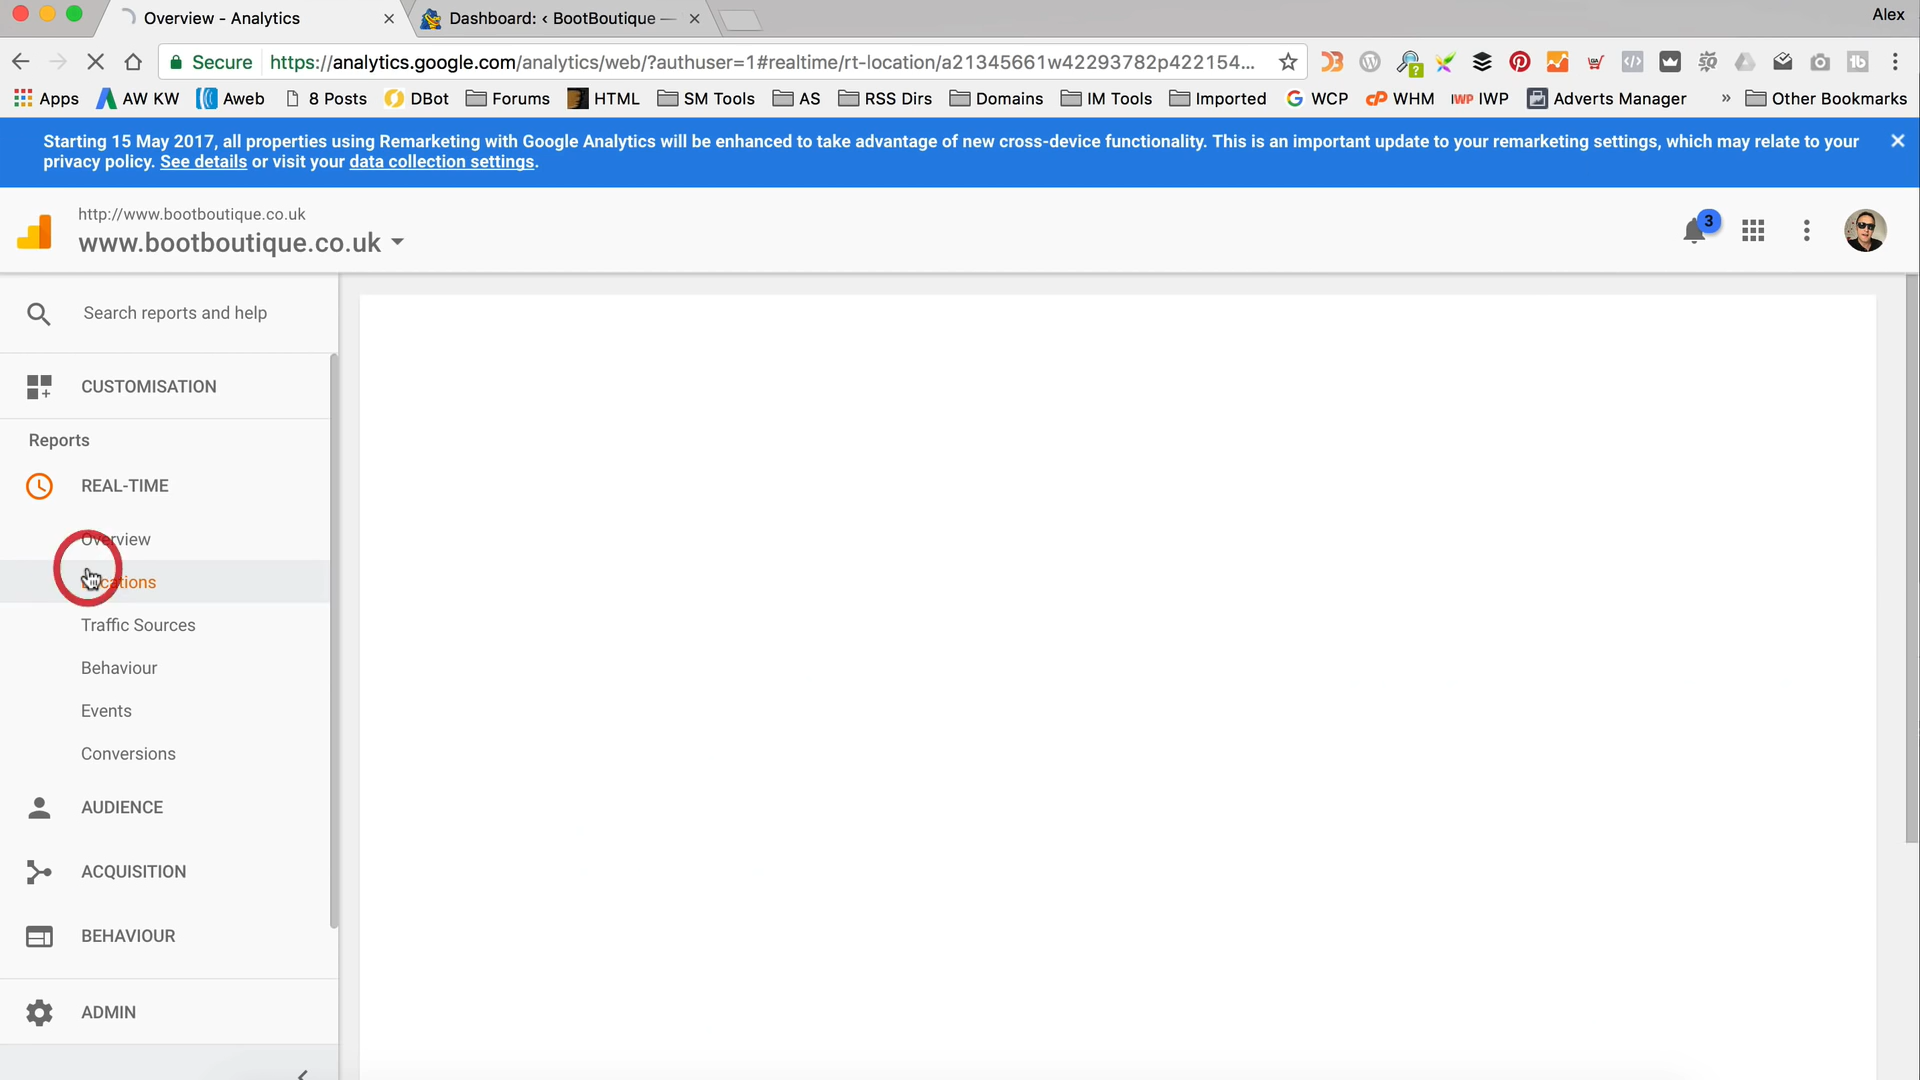 Overview - Analytics
Dashboard: ‹ BootBoutique —
Alex
Secure https://analytics.google.com/analytics/web/?authuser=1#realtime/rt-location/a21345661w42293782p422154...
Apps AW KW Aweb 8 Posts DBot Forums HTML SM Tools AS RSS Dirs Domains IM Tools Imported WCP WHM IWP Adverts Manager » Other Bookmarks
Starting 15 May 2017, all properties using Remarketing with Google Analytics will be enhanced to take advantage of new cross-device functionality. This is an important update to your remarketing settings, which may relate to your
privacy policy. See details or visit your data collection settings.
http://www.bootboutique.co.uk
www.bootboutique.co.uk
3
Search reports and help
CUSTOMISATION
Reports
REAL-TIME
Overview
Locations
Traffic Sources
Behaviour
Events
Conversions
AUDIENCE
ACQUISITION
BEHAVIOUR
ADMIN